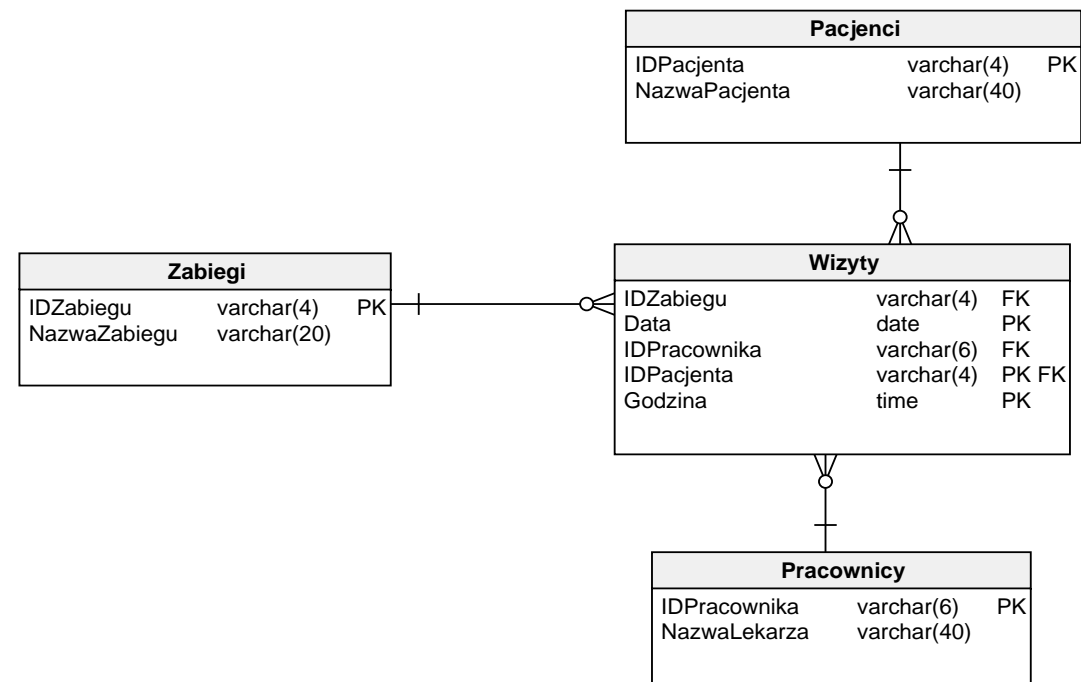 Pacjenci
IDPacjenta varchar(4) PK
NazwaPacjenta varchar(40)
Zabiegi
IDZabiegu varchar(4) PK
NazwaZabiegu varchar(20)
Wizyty
IDZabiegu varchar(4) FK
Data date PK
IDPracownika varchar(6) FK
IDPacjenta varchar(4) PK FK
Godzina time PK
Pracownicy
IDPracownika varchar(6) PK
NazwaLekarza varchar(40)